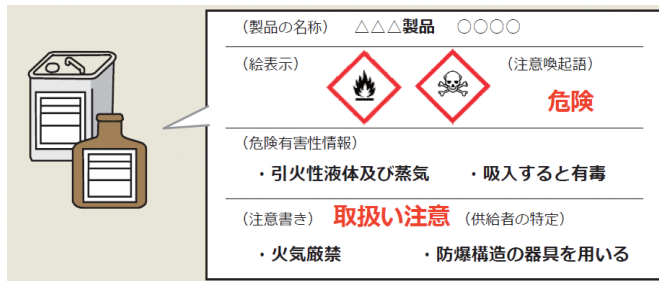 （製品の名称） △△△製品 ○○○○
（絵表示） （注意喚起語）
危険
（危険有害性情報）
・引火性液体及び蒸気 ・吸入すると有毒
（注意書き） 取扱い注意 （供給者の特定）
・火気厳禁 ・防爆構造の器具を用いる